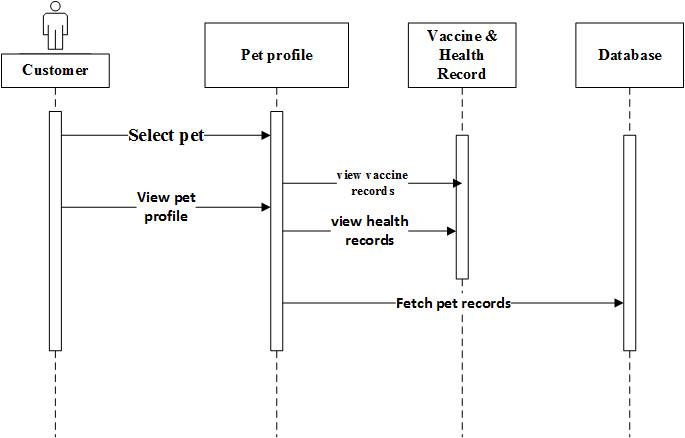 Customer
Pet profile
Vaccine &
Health
Record
Database
Select pet
view vaccine
records
View pet
profile
view health
records
Fetch pet records